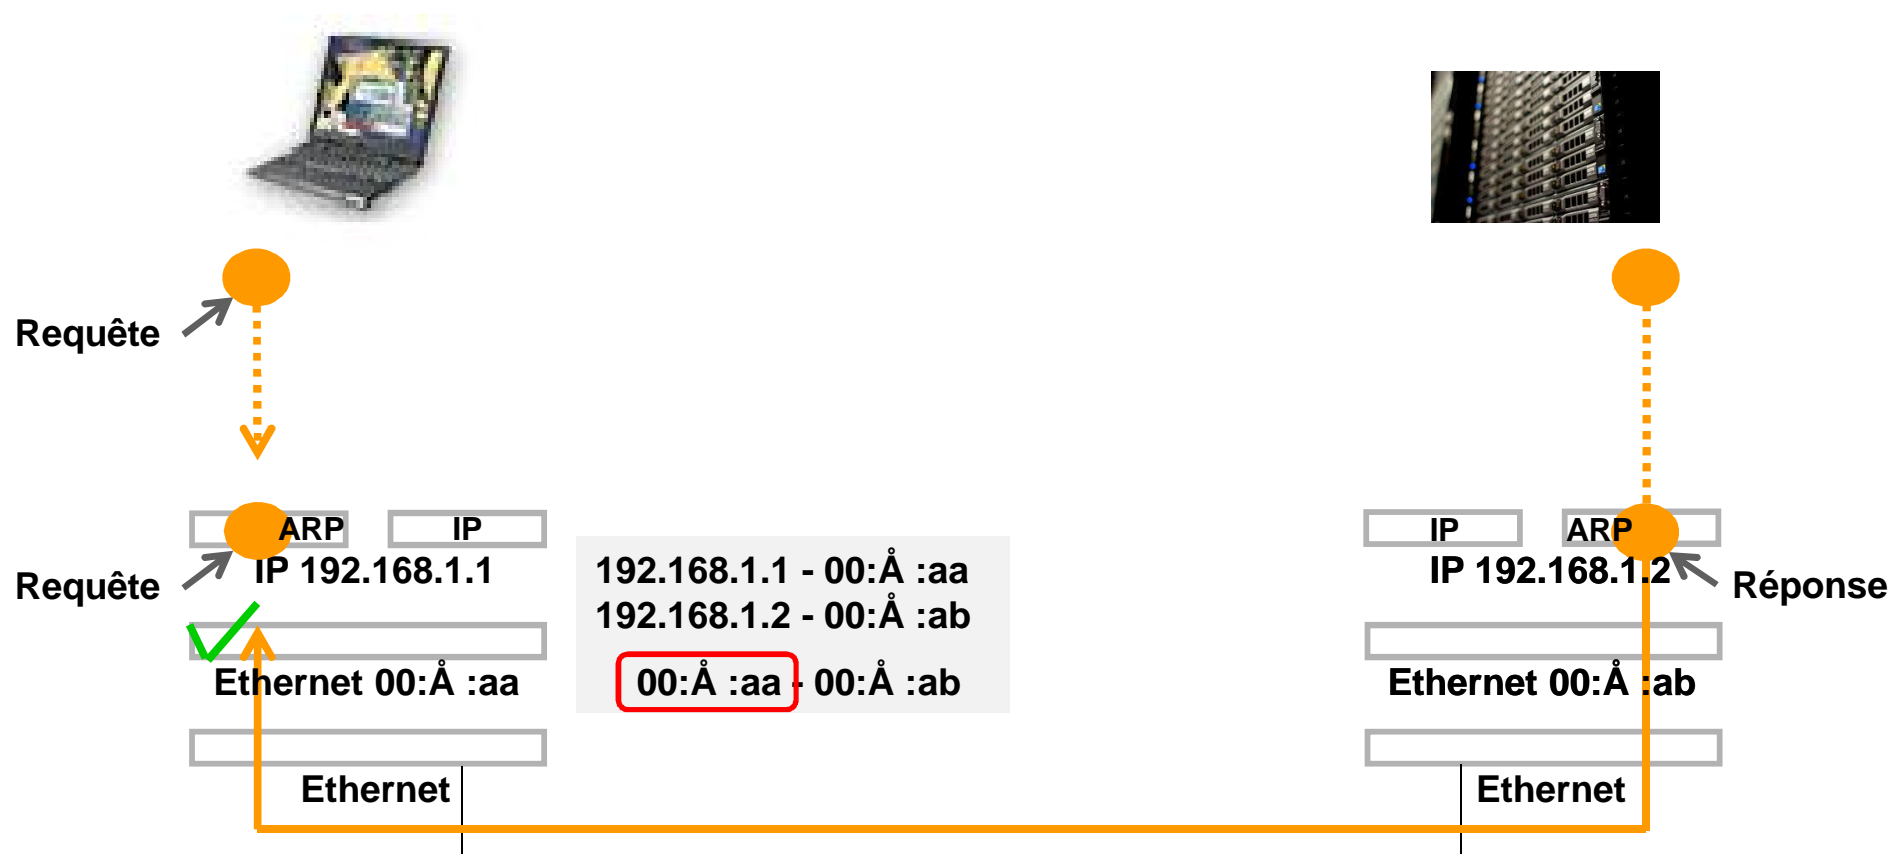 Requête
ARP
IP
IP
ARP
IP 192.168.1.1
192.168.1.1 - 00:Å :aa
IP 192.168.1.2
Requête
Réponse
192.168.1.2 - 00:Å :ab
Ethernet 00:Å :aa
00:Å :aa - 00:Å :ab
Ethernet 00:Å :ab
Ethernet
Ethernet